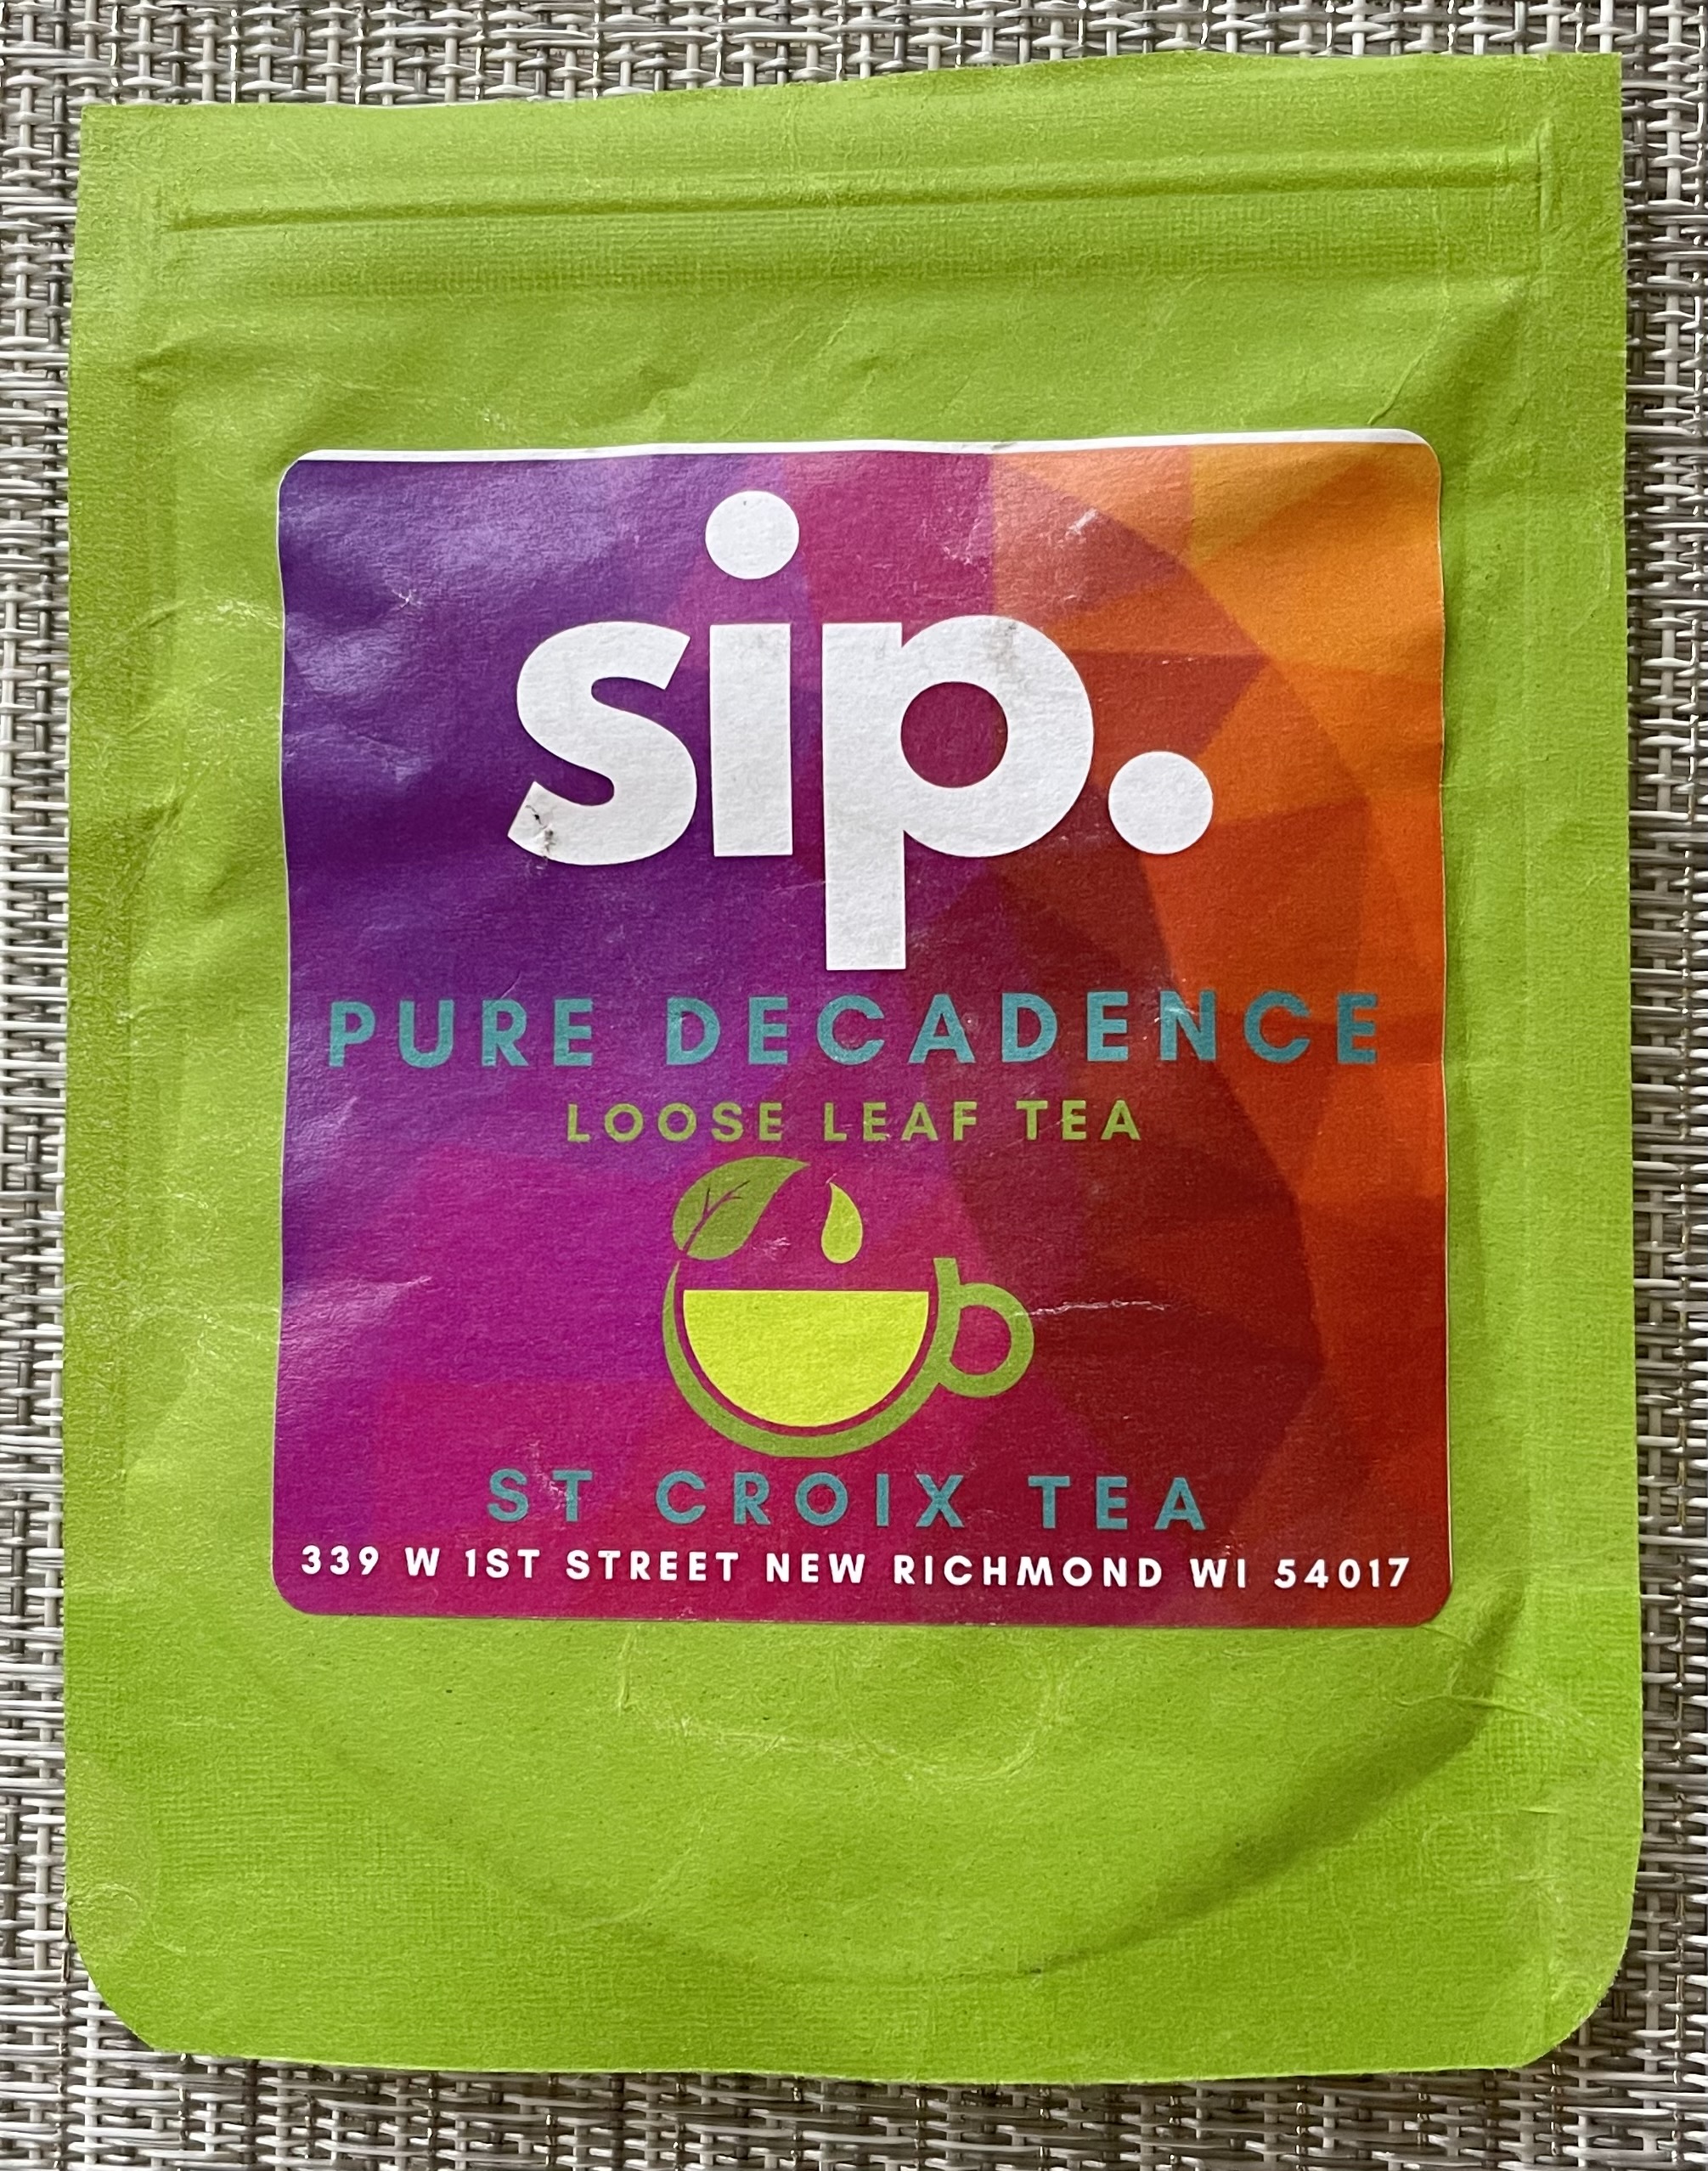 sip.
PURE DECADENCE
LOOSE LEAF TEA
ST CROIX TEA
339 W 1ST STREET NEW RICHMOND WI 54017